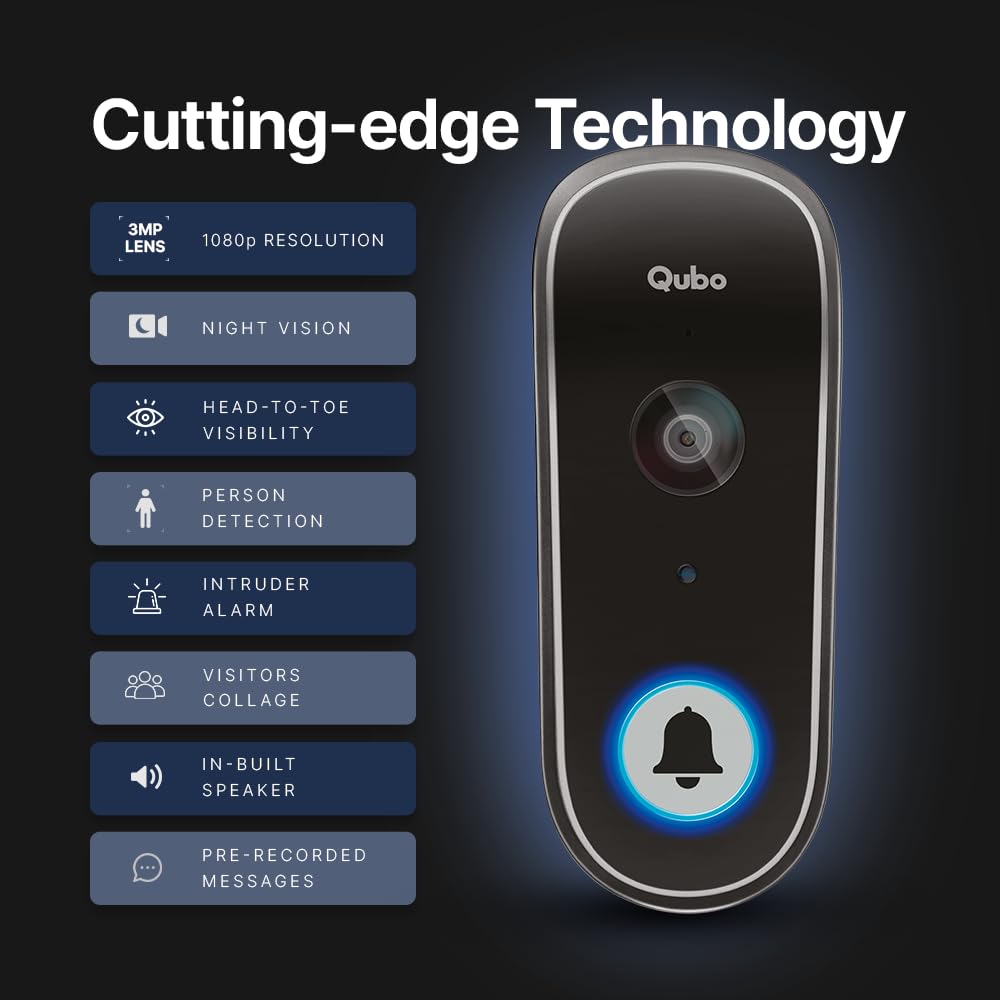 Cutting-edge Technology
3MP
LENS
1080p RESOLUTION
NIGHT VISION
HEAD-TO-TOE
VISIBILITY
PERSON
DETECTION
INTRUDER
ALARM
VISITORS
COLLAGE
IN-BUILT
SPEAKER
PRE-RECORDED
MESSAGES
Qubo